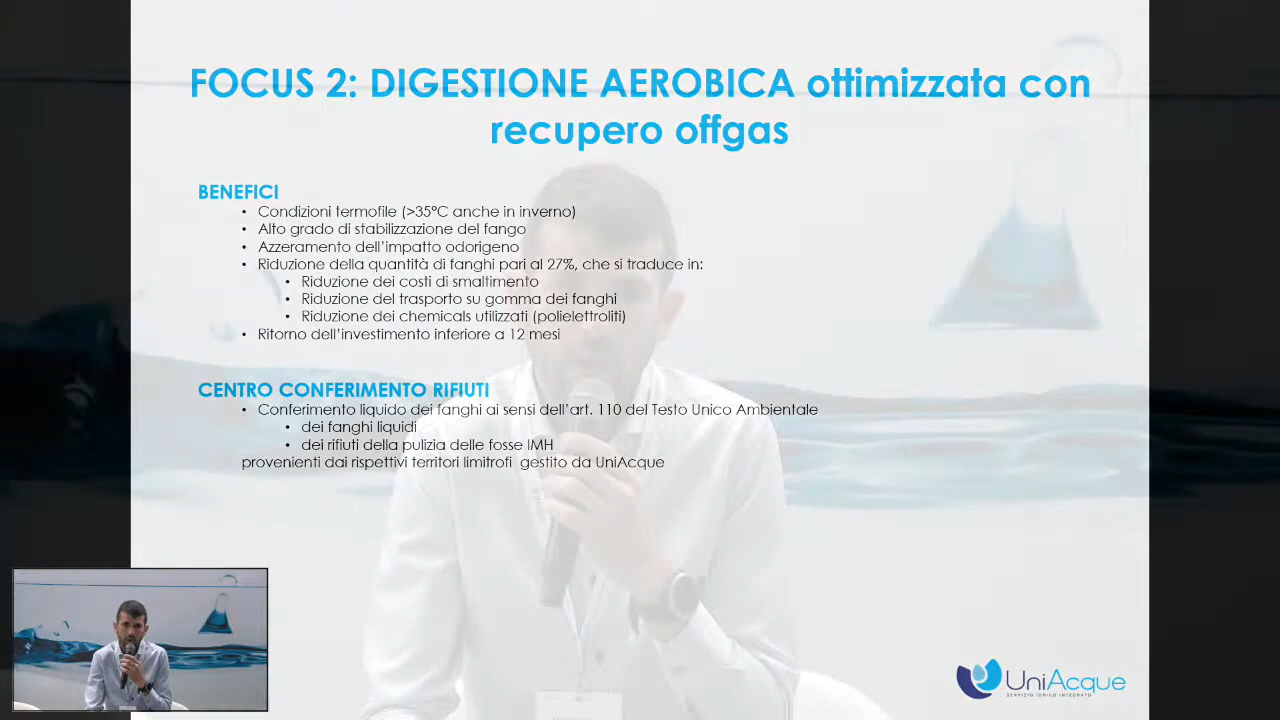 FOCUS 2: DIGESTIONE AEROBICA ottimizzata con
recupero offgas
BENEFICI
• Condizioni termofile (>35°C anche in inverno)
• Alto grado di stabilizzazione del fango
• Azzeramento dell'impatto odorigeno
• Riduzione della quantità di fanghi pari al 27%, che si traduce in:
• Riduzione dei costi di smaltimento
• Riduzione del trasporto su gomma dei fanghi
• Riduzione dei chemicals utilizzati (polielettroliti)
• Ritorno dell'investimento inferiore a 12 mesi
CENTRO CONFERIMENTO RIFIUTI
• Conferimento liquido dei fanghi ai sensi dell'art. 110 del Testo Unico Ambientale
• dei fanghi liquidi
• dei rifiuti della pulizia delle fosse IMH
provenienti dai rispettivi territori limitrofi gestito da UniAcque
UniAcque
SERVIZIO IDRICO INTEGRATO